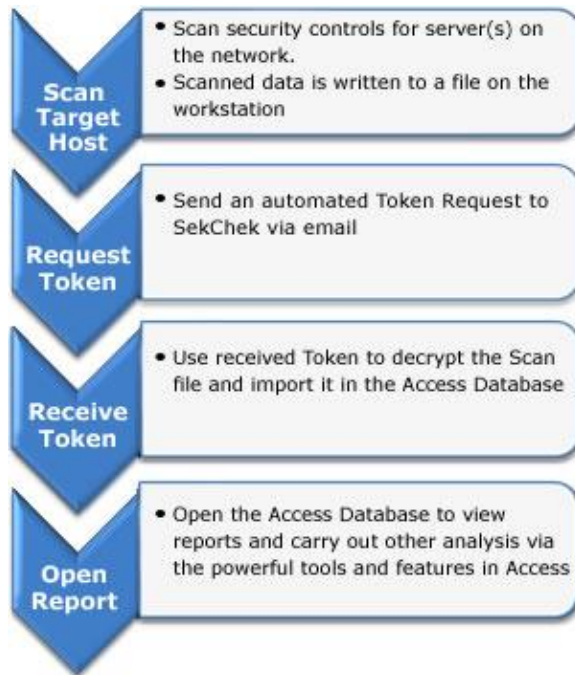 Scan
Target
Host
• Scan security controls for server(s) on
the network.
• Scanned data is written to a file on the
workstation
Request
Token
• Send an automated Token Request to
SekChek via email
Receive
Token
• Use received Token to decrypt the Scan
file and import it in the Access Database
Open
Report
• Open the Access Database to view
reports and carry out other analysis via
the powerful tools and features in Access